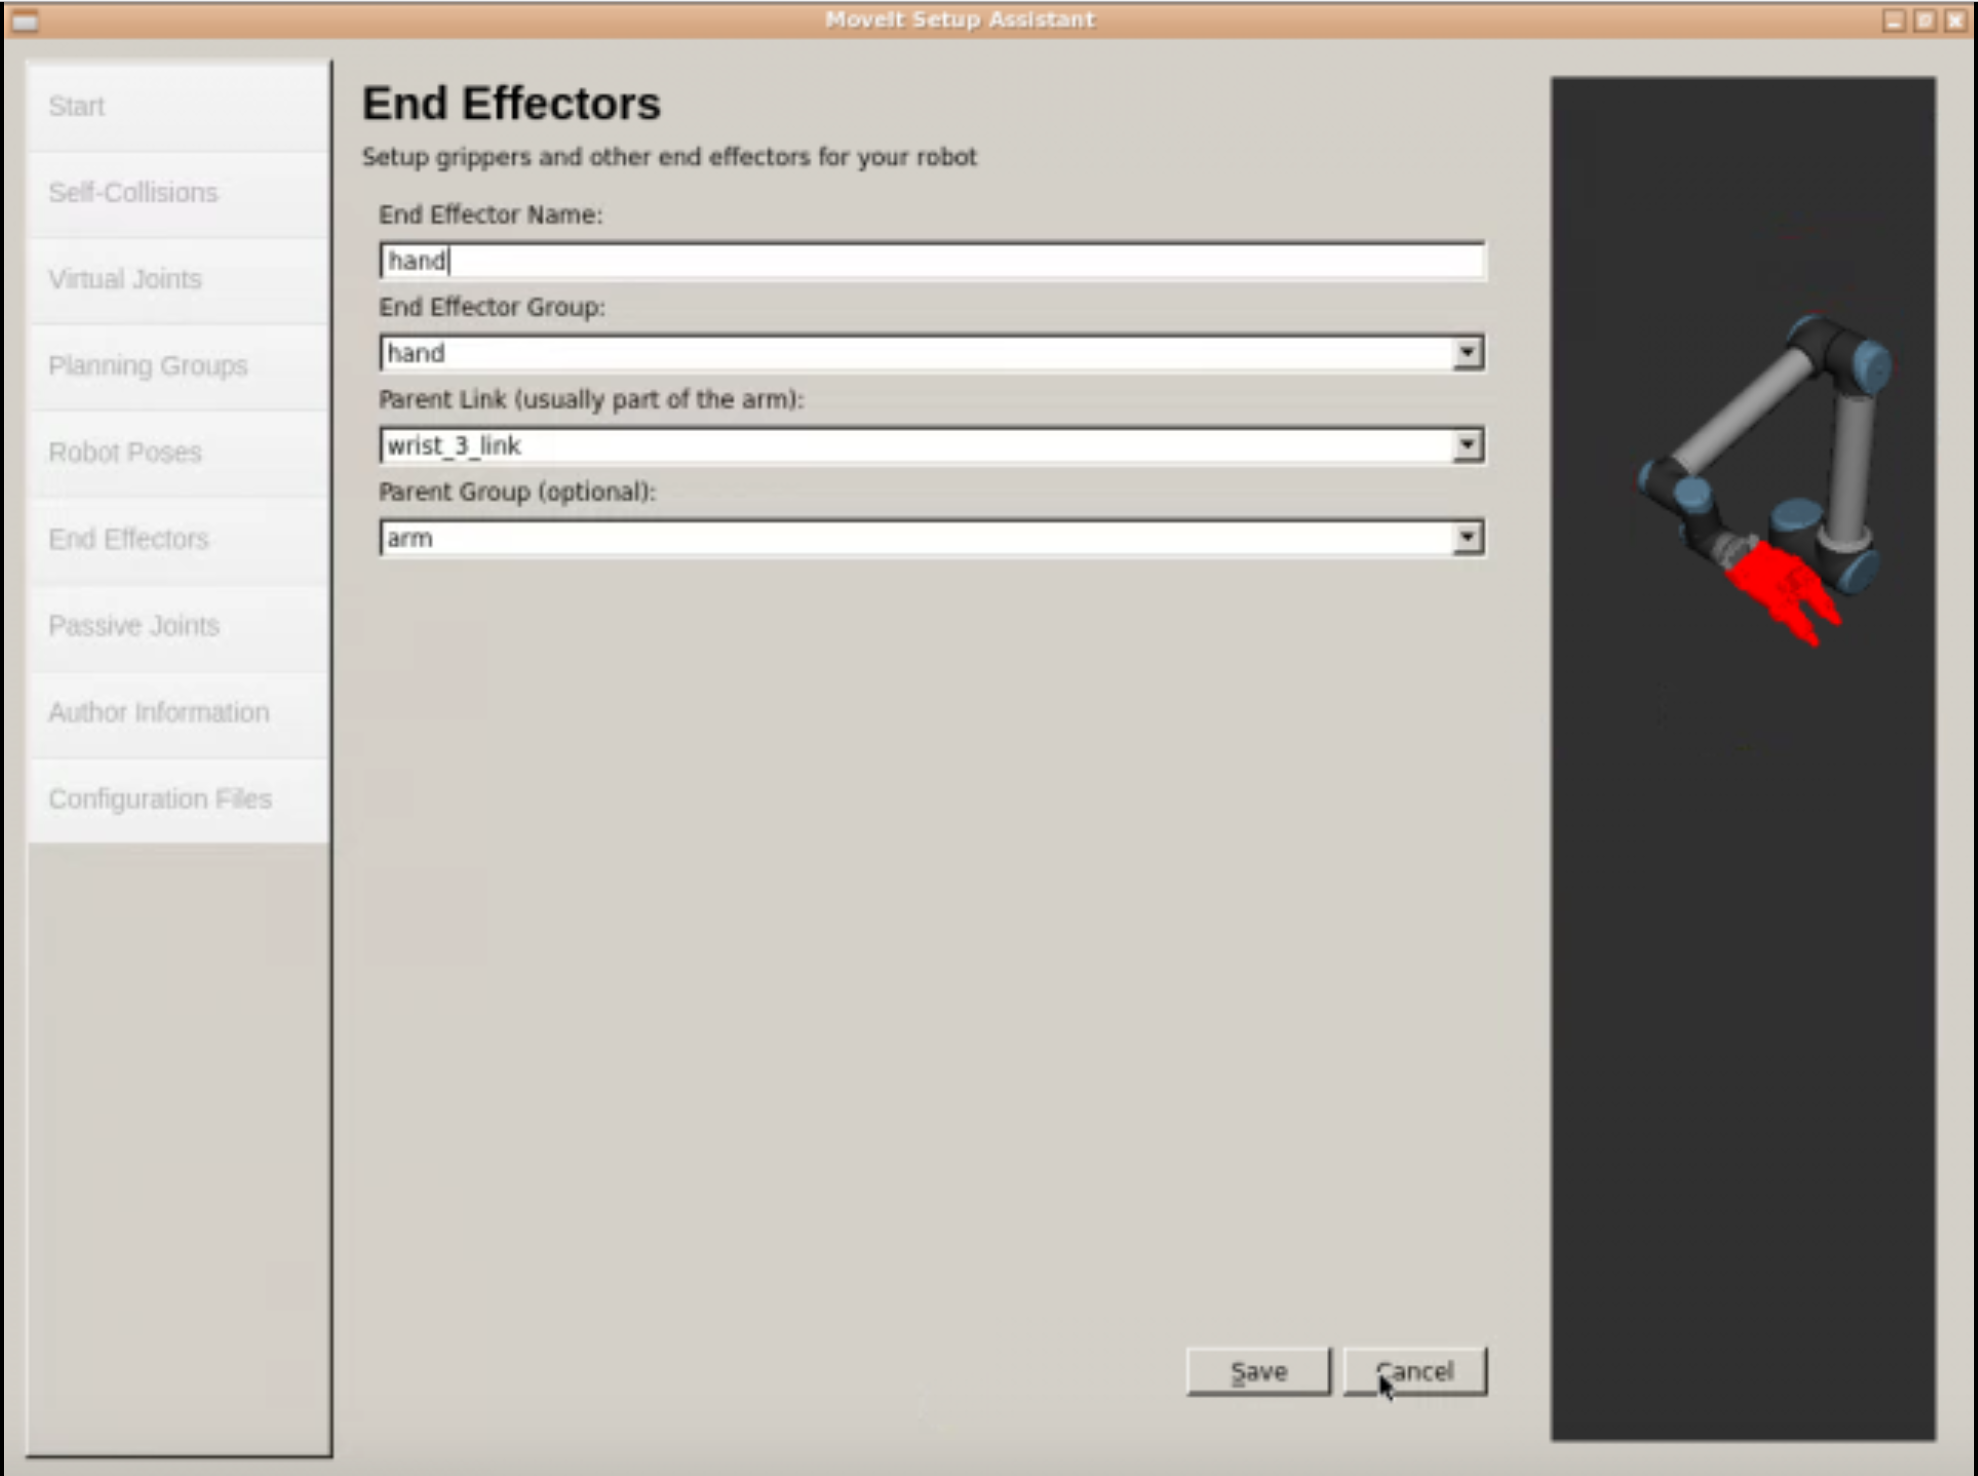 MoveIt Setup Assistant
Start
Self-Collisions
Virtual Joints
Planning Groups
Robot Poses
End Effectors
Passive Joints
Author Information
Configuration Files
End Effectors
Setup grippers and other end effectors for your robot
End Effector Name:
hand
End Effector Group:
hand
Parent Link (usually part of the arm):
wrist_3_link
Parent Group (optional):
arm
Save
Cancel